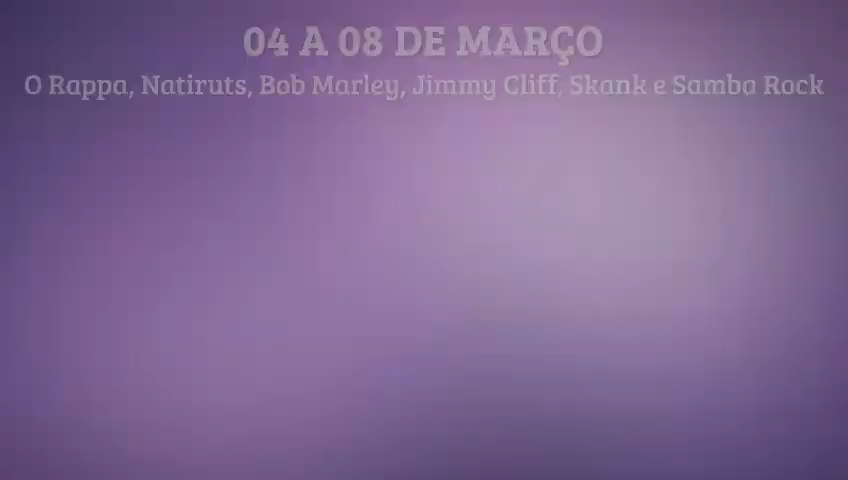 04 A 08 DE MARÇO
O Rappa, Natiruts, Bob Marley, Jimmy Cliff, Skank e Samba Rock